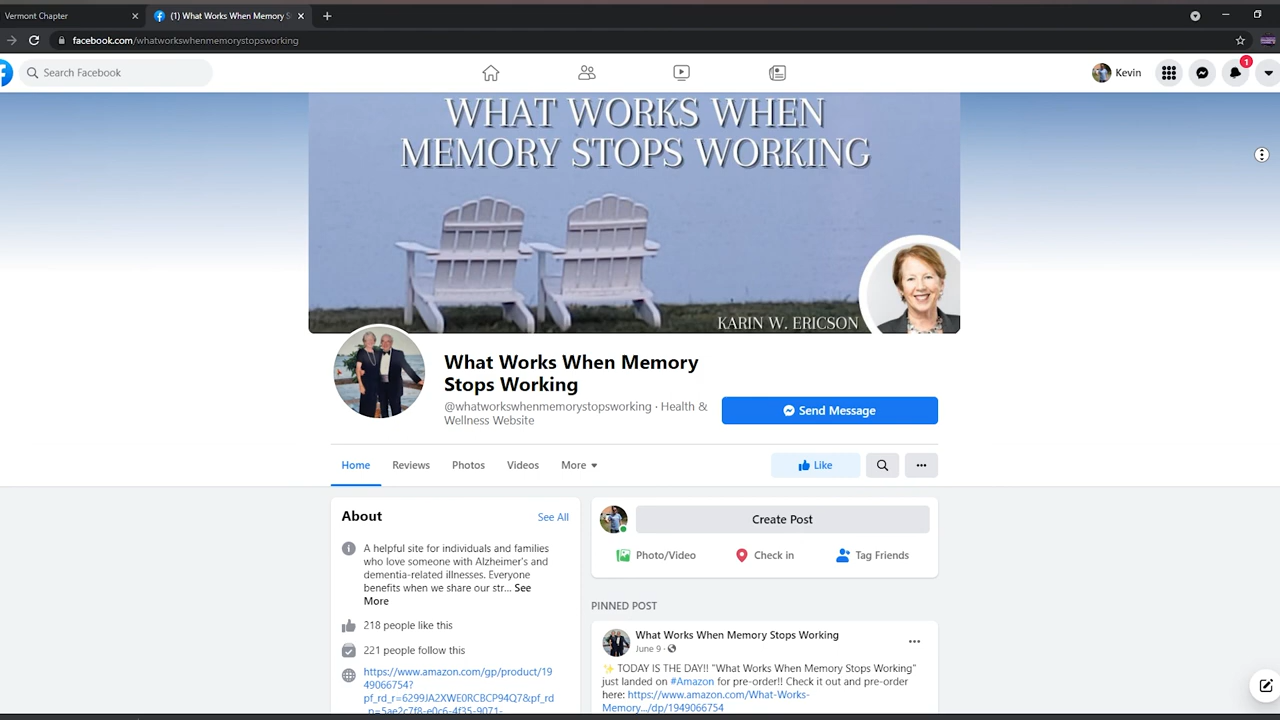 Vermont Chapter
(1) What Works When Memory S
facebook.com/whatworkswhenmemorystopsworking
Search Facebook
Kevin
1
WHAT WORKS WHEN
MEMORY STOPS WORKING
KARIN W. ERICSON
What Works When Memory
Stops Working
@whatworkswhenmemorystopsworking · Health &
Wellness Website
Send Message
Home
Reviews
Photos
Videos
More
Like
About
See All
A helpful site for individuals and families
who love someone with Alzheimer's and
dementia-related illnesses. Everyone
benefits when we share our str... See
More
218 people like this
221 people follow this
https://www.amazon.com/gp/product/19
49066754?
pf_rd_r=6299JA2XWE0RCBCP94Q7&pf_rd
_p=5ae2c7f8-e0c6-4f35-9071-
Create Post
Photo/Video
Check in
Tag Friends
PINNED POST
What Works When Memory Stops Working
June 9 ·
✨ TODAY IS THE DAY!! "What Works When Memory Stops Working"
just landed on #Amazon for pre-order!! Check it out and pre-order
here: https://www.amazon.com/What-Works-
Memory.../dp/1949066754